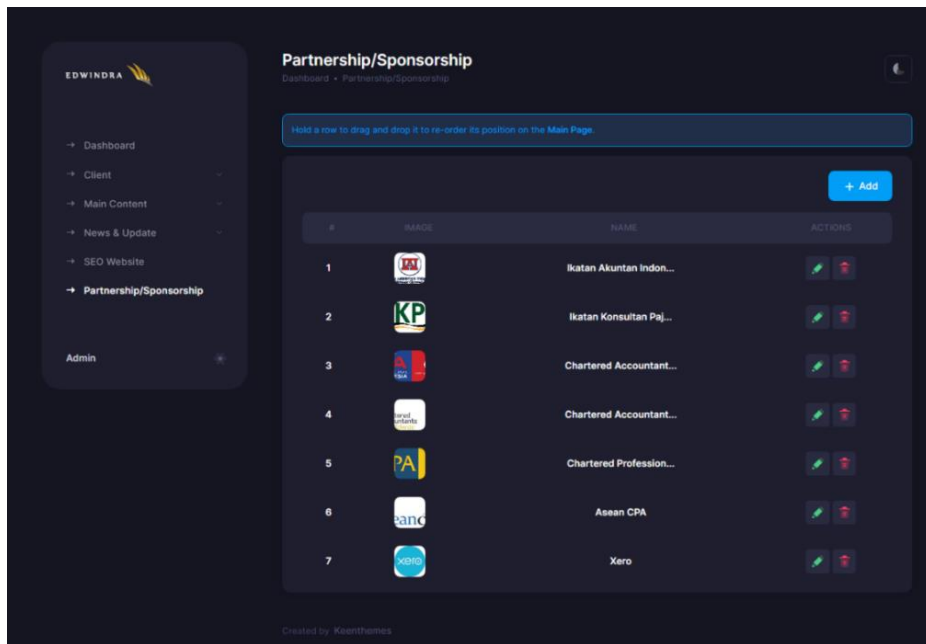 EDWINDRA
Dashboard
Client
Main Content
News & Update
SEO Website
Partnership/Sponsorship
Admin
Partnership/Sponsorship
Dashboard • Partnership/Sponsorship
Hold a row to drag and drop it to re-order its position on the Main Page.
+ Add
# IMAGE NAME ACTIONS
1 Ikatan Akuntan Indon...
2 KP Ikatan Konsultan Paj...
3 Chartered Accountant...
4 Chartered Accountant...
5 PA Chartered Profession...
6 eand Asean CPA
7 xero Xero
Created by Keenthemes